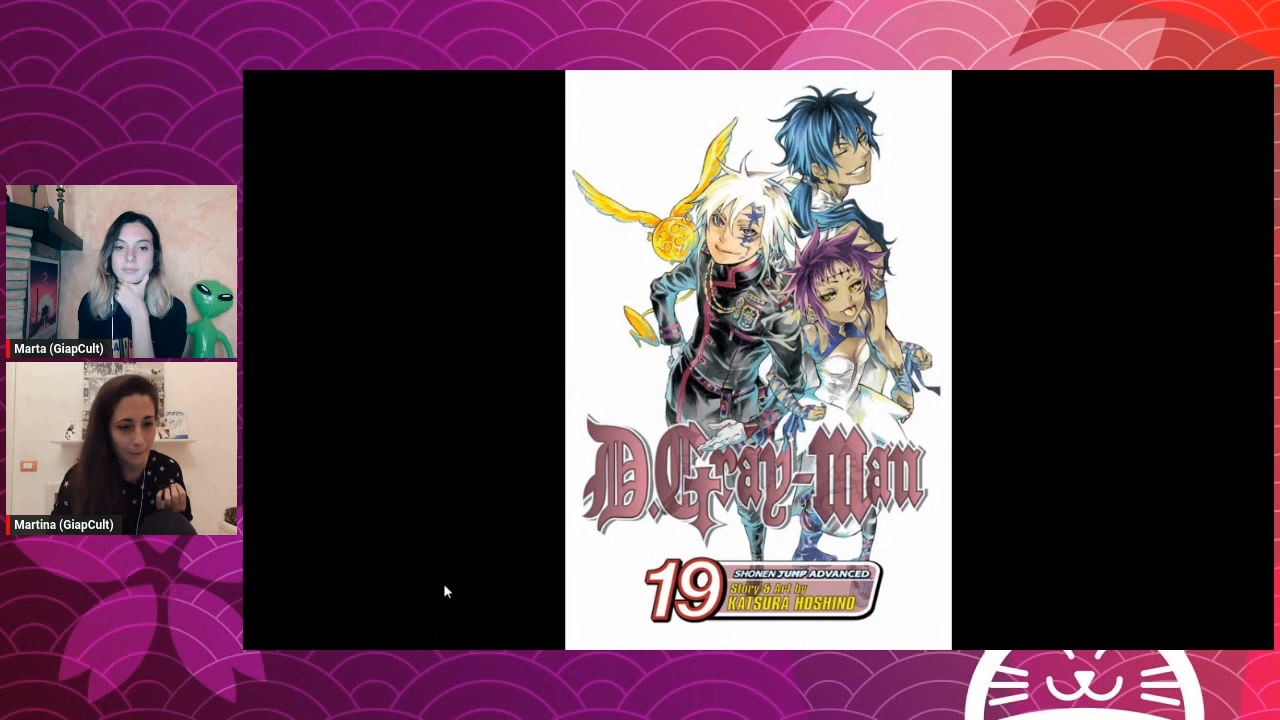 Marta (GiapCult)
Martina (GiapCult)
D.Gray-Man
19
SHONEN JUMP ADVANCED
Story & Art by
KATSURA HOSHINO